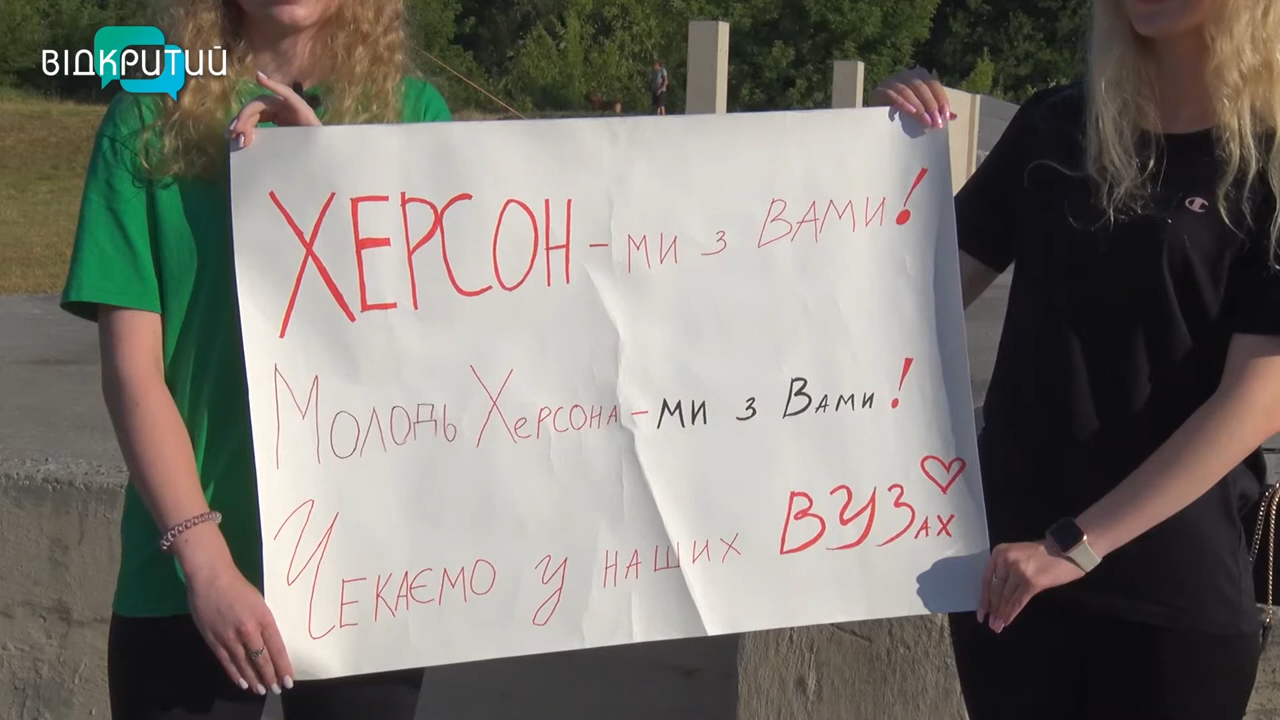 ВІДКРИТИЙ
ХЕРСОН - ми з ВАМИ!
Молодь Херсона - ми з Вами!
Чекаємо у наших ВУЗах